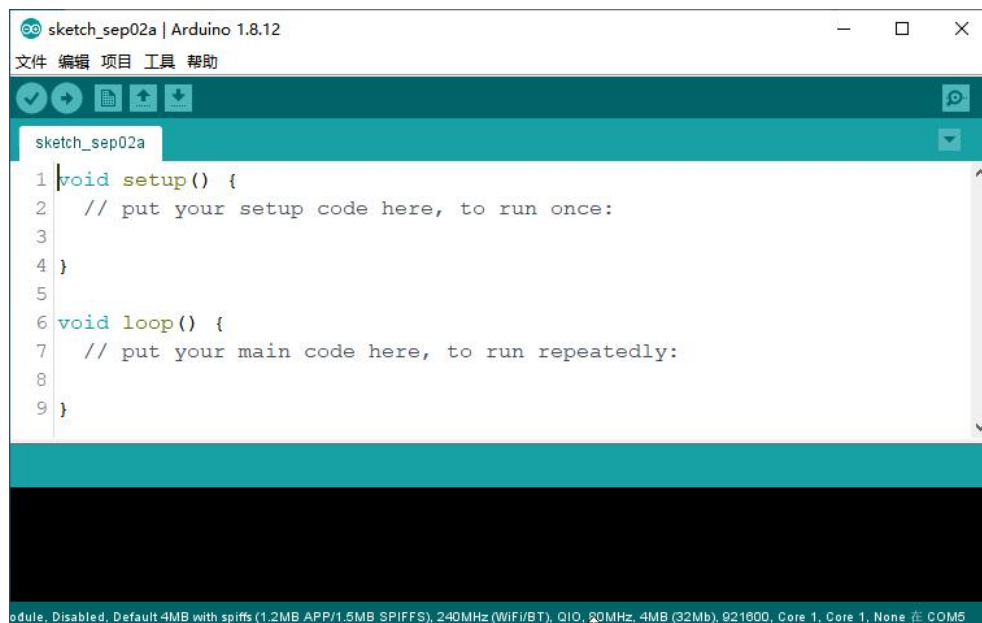 sketch_sep02a | Arduino 1.8.12
文件 编辑 项目 工具 帮助
sketch_sep02a
1 void setup() {
2 // put your setup code here, to run once:
3
4 }
5
6 void loop() {
7 // put your main code here, to run repeatedly:
8
9 }
odule, Disabled, Default 4MB with spiffs (1.2MB APP/1.5MB SPIFFS), 240MHz (WiFi/BT), QIO, 80MHz, 4MB (32Mb), 921600, Core 1, Core 1, None 在 COM5